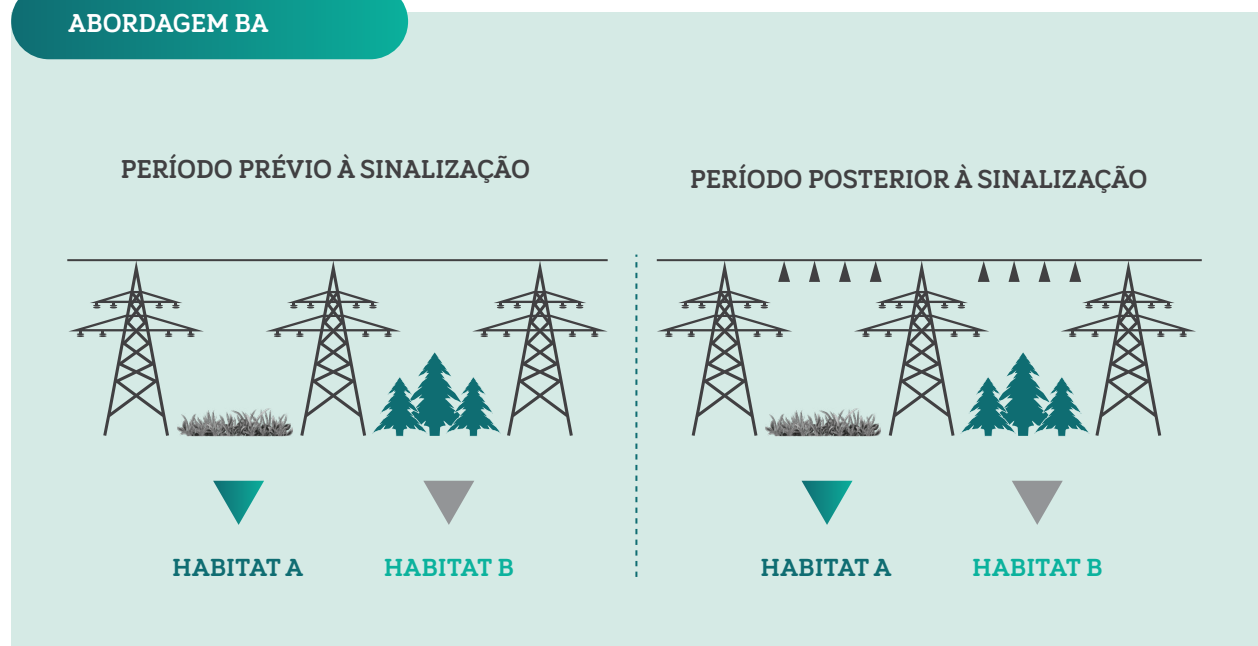 ABORDAGEM BA
PERÍODO PRÉVIO À SINALIZAÇÃO
PERÍODO POSTERIOR À SINALIZAÇÃO
HABITAT A
HABITAT B
HABITAT A
HABITAT B